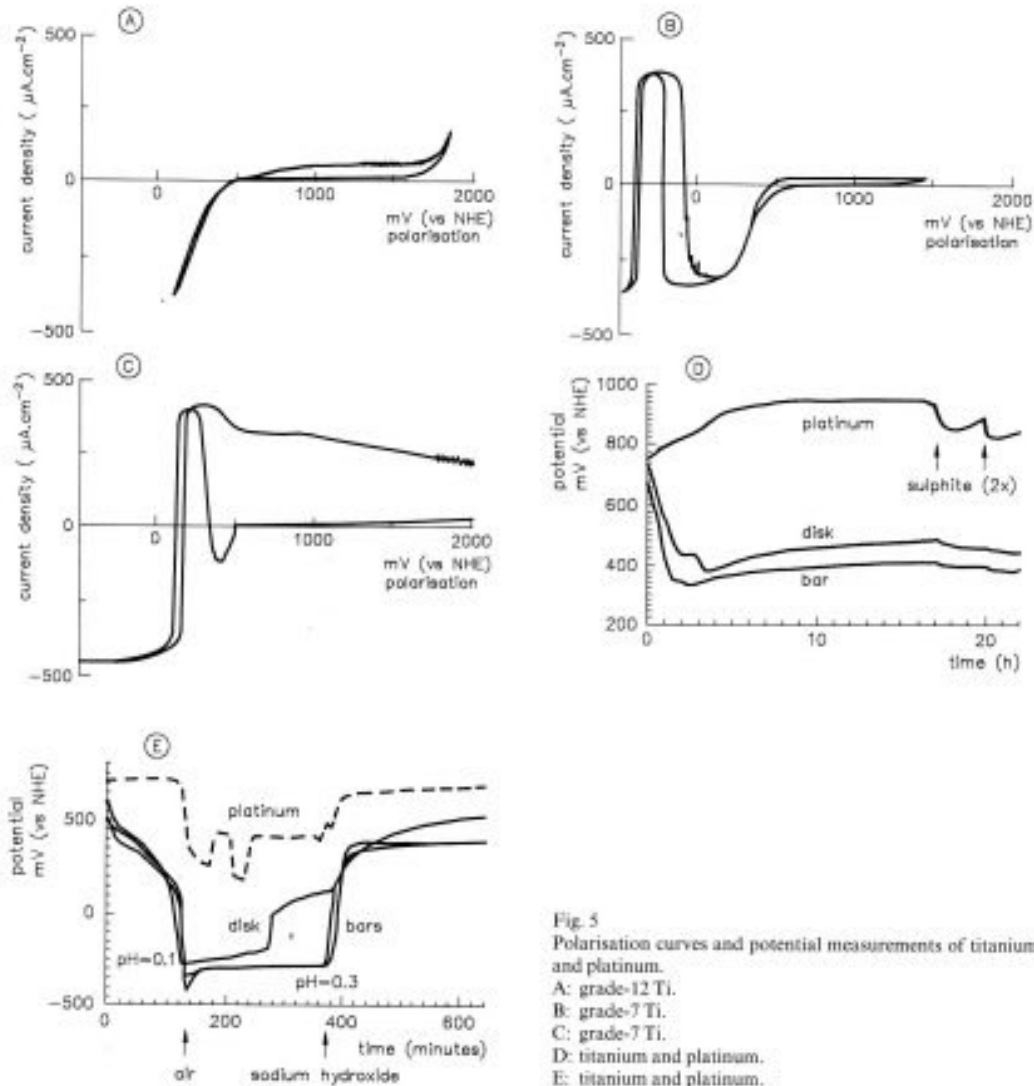 A
500
0
−500
current density ( µA.cm−2)
0
1000
2000
mV (vs NHE)
polarisation
B
500
0
−500
current density ( µA.cm−2)
0
1000
2000
mV (vs NHE)
polarisation
C
500
0
−500
current density ( µA.cm−2)
0
1000
2000
mV (vs NHE)
polarisation
D
1000
800
600
400
200
potential
mV (vs NHE)
platinum
sulphite (2x)
disk
bar
0
10
20
time (h)
E
500
0
−500
potential
mV (vs NHE)
platinum
disk
bars
pH=0.1
pH=0.3
0
200
400
600
time (minutes)
air
sodium hydroxide
Fig. 5
Polarisation curves and potential measurements of titanium
and platinum.
A: grade-12 Ti.
B: grade-7 Ti.
C: grade-7 Ti.
D: titanium and platinum.
E: titanium and platinum.